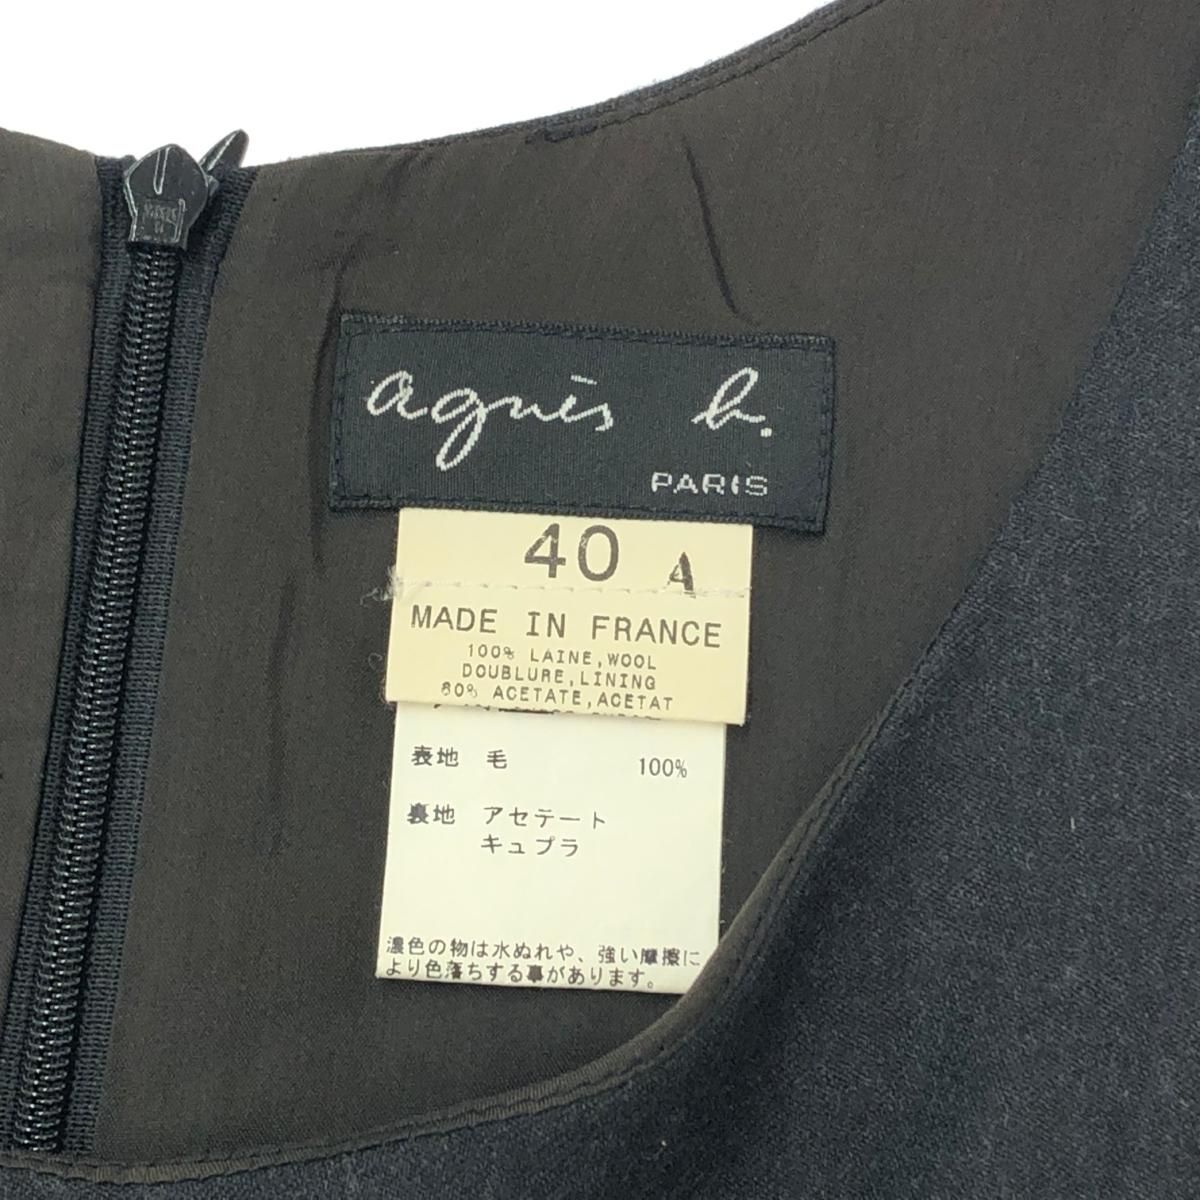 agnès b.
PARIS
40 A
MADE IN FRANCE
100% LAINE,WOOL
DOUBLURE,LINING
60% ACETATE,ACETAT
表地 毛 100%
裏地 アセテート
キュプラ
濃色の物は水ぬれや、強い摩擦に
より色落ちする事があります。